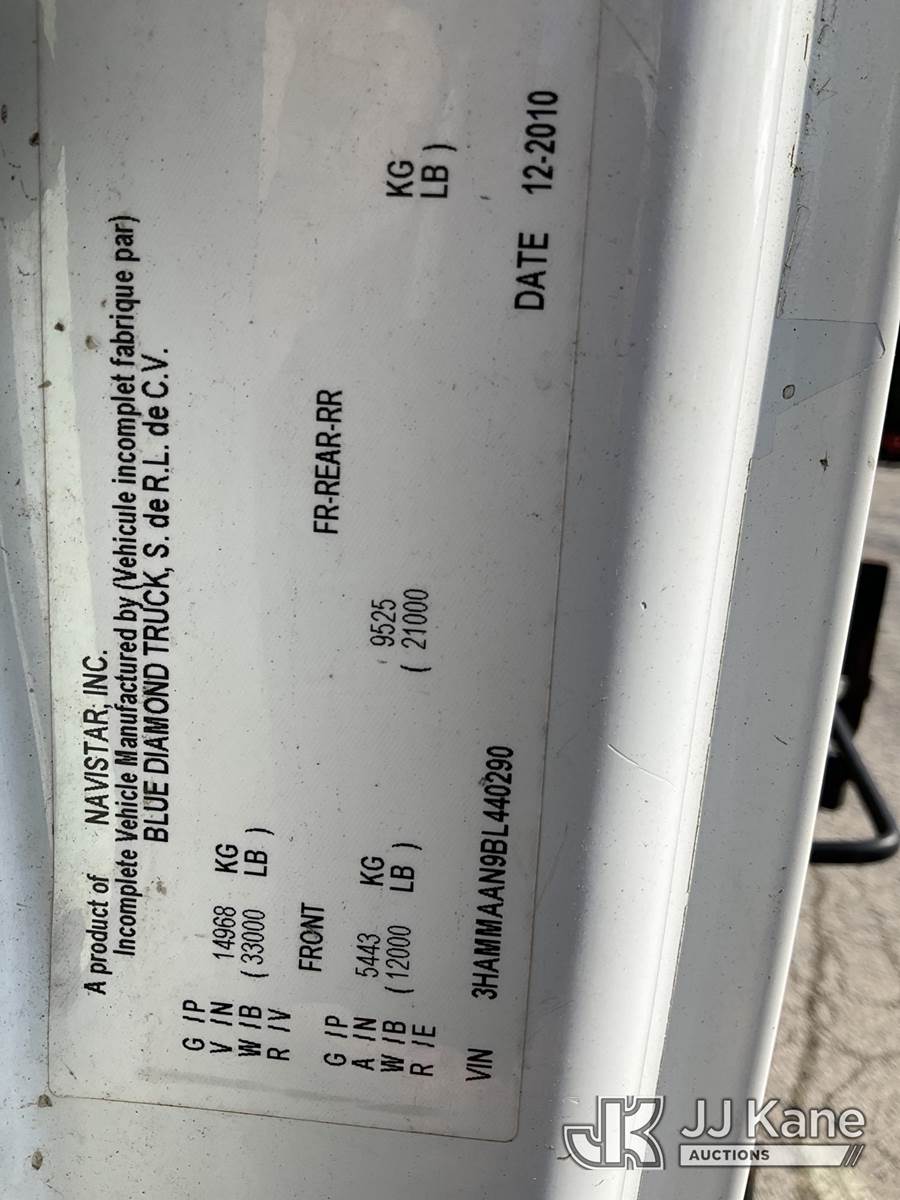 A product of NAVISTAR, INC.
Incomplete Vehicle Manufactured by (Vehicule incomplet fabrique par)
BLUE DIAMOND TRUCK, S. de R.L. de C.V.
G /P
V /N 14968 KG
W /B ( 33000 LB )
R /V
FRONT FR-REAR-RR
G /P
A /N 5443 KG 9525 KG
W /B ( 12000 LB ) ( 21000 LB )
R /E
VIN 3HAMMAAN9BL440290
DATE 12-2010
JK JJ Kane
AUCTIONS